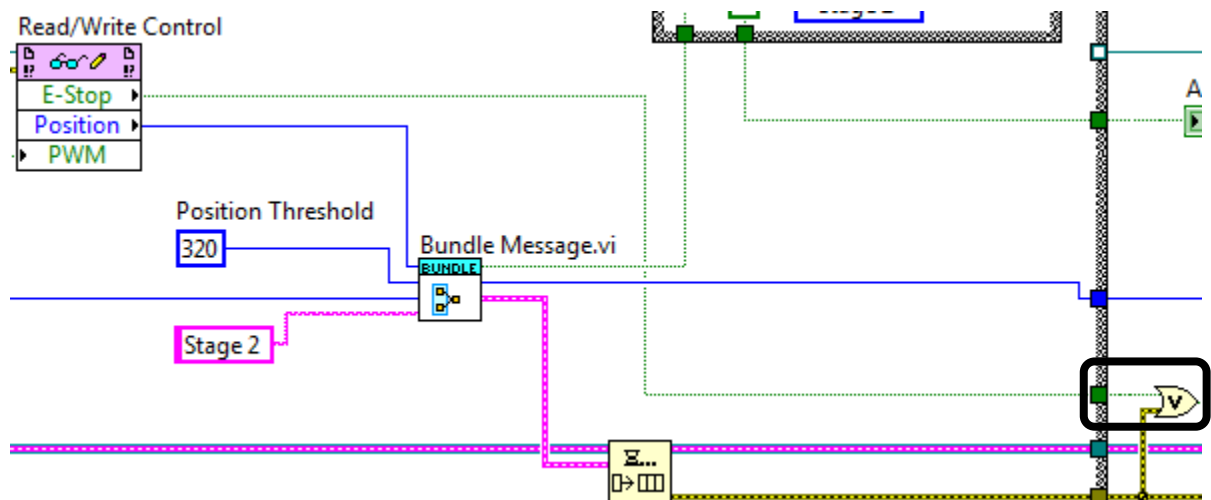 Read/Write Control
E-Stop
Position
PWM
A
Position Threshold
320
Bundle Message.vi
BUNDLE
Stage 2
V